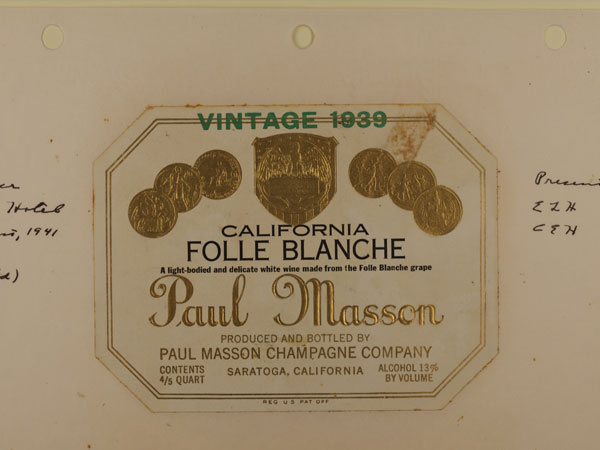 VINTAGE 1939
CALIFORNIA
FOLLE BLANCHE
A light-bodied and delicate white wine made from the Folle Blanche grape
Paul Masson
PRODUCED AND BOTTLED BY
PAUL MASSON CHAMPAGNE COMPANY
CONTENTS
4/5 QUART
SARATOGA, CALIFORNIA
ALCOHOL 13%
BY VOLUME
REG U S PAT OFF
Hotel
1941
E L H
C E H